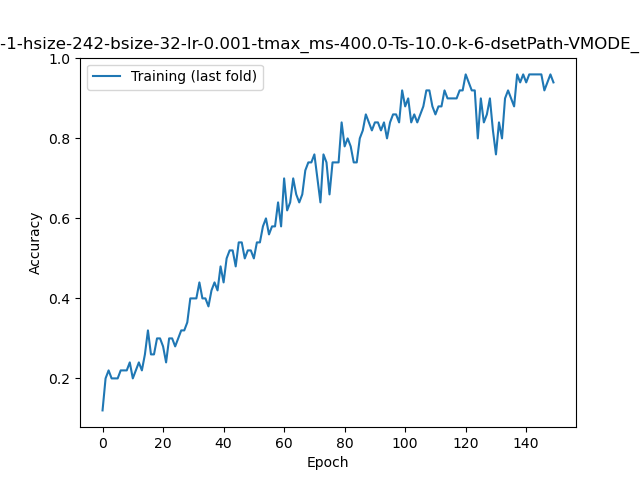 -1-hsize-242-bsize-32-lr-0.001-tmax_ms-400.0-Ts-10.0-k-6-dsetPath-VMODE_
Training (last fold)
1.0
0.8
0.6
0.4
0.2
Accuracy
0 20 40 60 80 100 120 140
Epoch